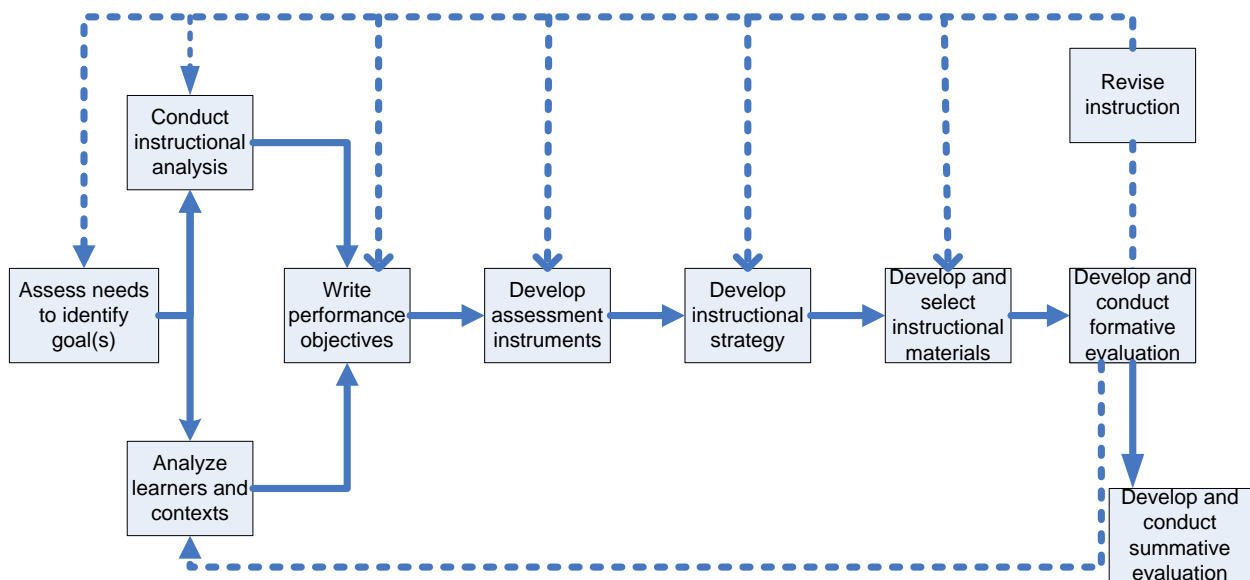 Revise
instruction
Conduct
instructional
analysis
Assess needs
to identify
goal(s)
Write
performance
objectives
Develop
assessment
instruments
Develop
instructional
strategy
Develop and
select
instructional
materials
Develop and
conduct
formative
evaluation
Analyze
learners and
contexts
Develop and
conduct
summative
evaluation